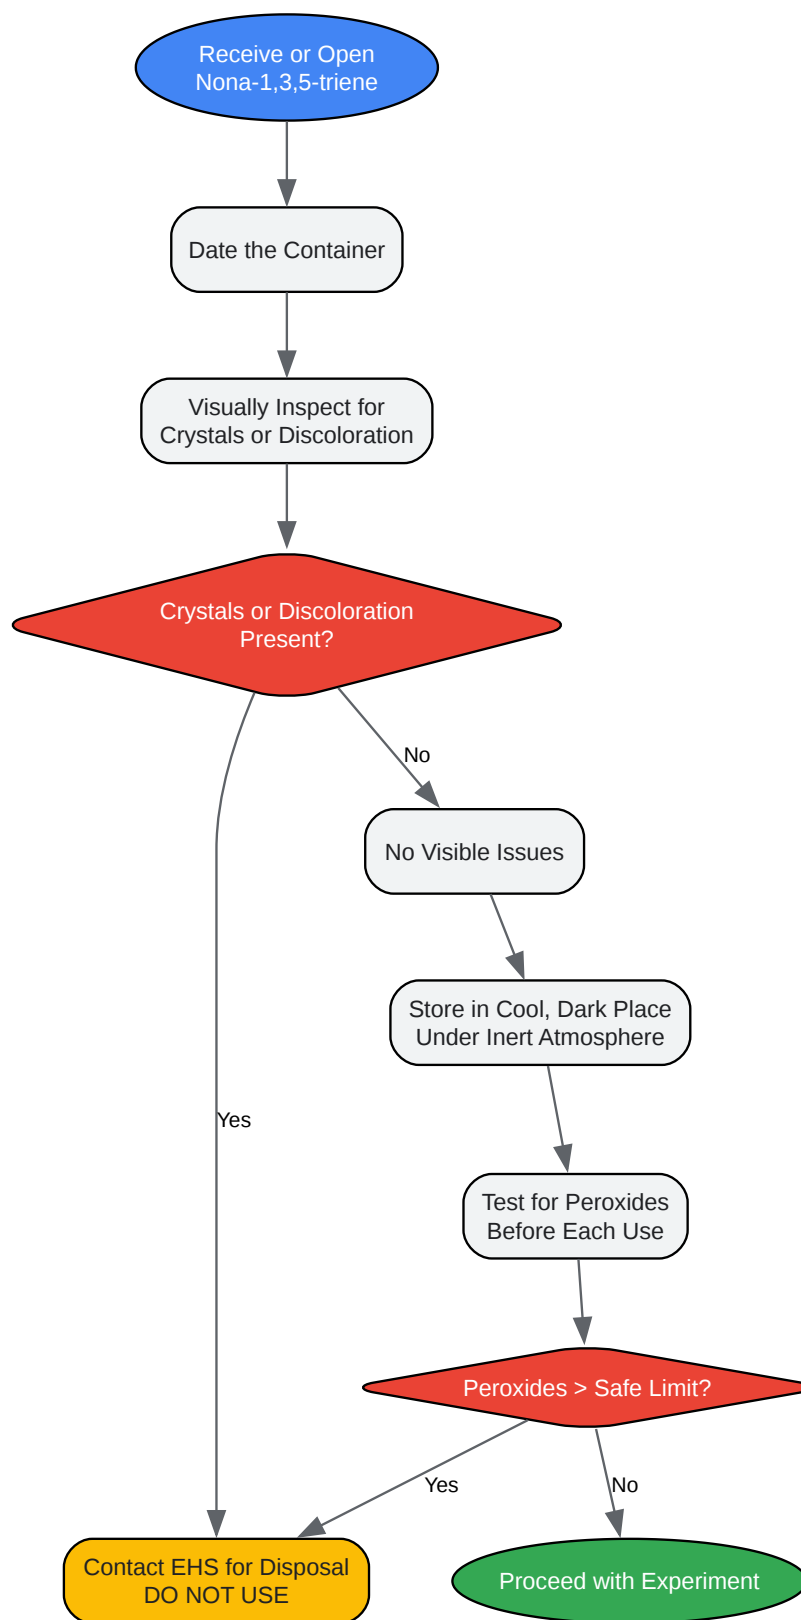 Receive or Open
Nona-1,3,5-triene
Date the Container
Visually Inspect for
Crystals or Discoloration
Crystals or Discoloration
Present?
No
No Visible Issues
Store in Cool, Dark Place
Under Inert Atmosphere
Yes
Test for Peroxides
Before Each Use
Peroxides > Safe Limit?
Yes
No
Contact EHS for Disposal
DO NOT USE
Proceed with Experiment